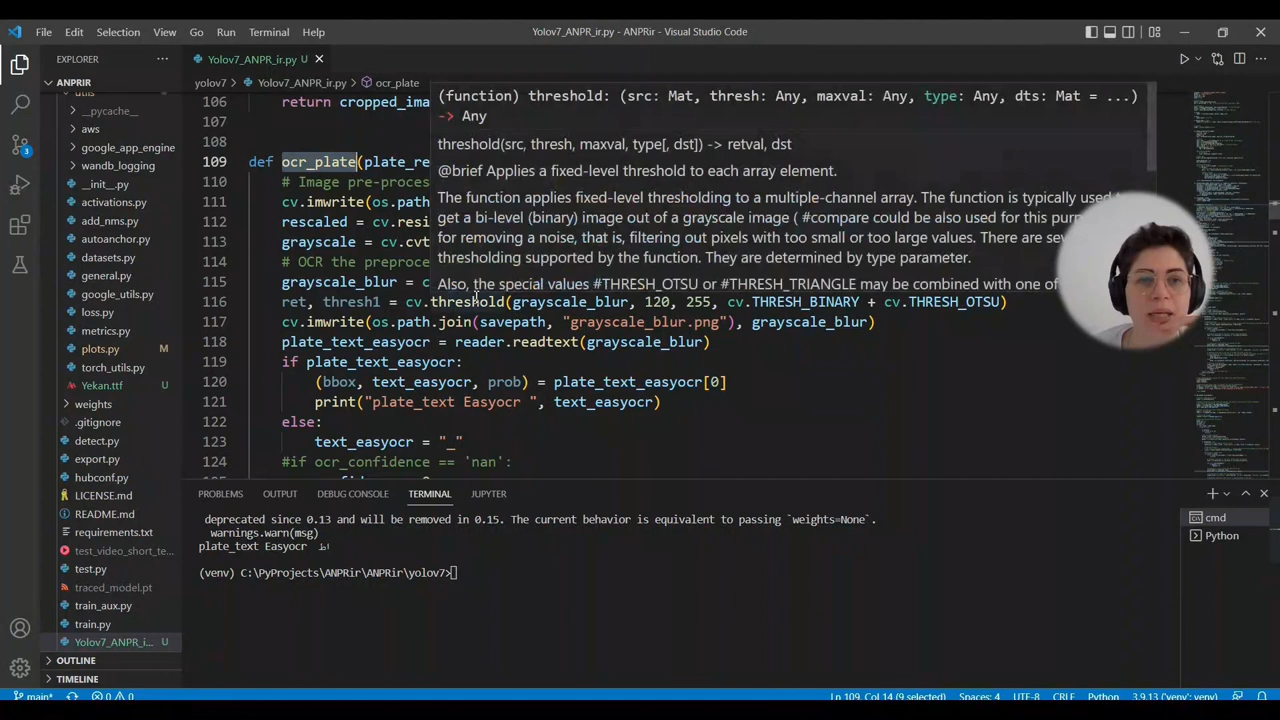 File Edit Selection View Go Run Terminal Help
Yolov7_ANPR_ir.py - ANPRir - Visual Studio Code
EXPLORER
Yolov7_ANPR_ir.py U
yolov7 > Yolov7_ANPR_ir.py > ocr_plate
ANPRIR
utils
__pycache__
aws
google_app_engine
wandb_logging
__init__.py
activations.py
add_nms.py
autoanchor.py
datasets.py
general.py
google_utils.py
loss.py
metrics.py
plots.py M
torch_utils.py
Yekan.ttf U
weights
.gitignore
detect.py
export.py
hubconf.py
LICENSE.md
README.md
requirements.txt
test_video_short_te...
test.py
traced_model.pt
train_aux.py
train.py
Yolov7_ANPR_i... U
OUTLINE
TIMELINE
3
(function) threshold: (src: Mat, thresh: Any, maxval: Any, type: Any, dts: Mat = ...)
-> Any
threshold(src, thresh, maxval, type[, dst]) -> retval, dst
@brief Applies a fixed-level threshold to each array element.
The function applies fixed-level thresholding to a multiple-channel array. The function is typically used to
get a bi-level (binary) image out of a grayscale image ( #compare could be also used for this purp
or for removing a noise, that is, filtering out pixels with too small or too large values. There are sev
thresholding supported by the function. They are determined by type parameter.
Also, the special values #THRESH_OTSU or #THRESH_TRIANGLE may be combined with one of
106 return cropped_ima
107
108
109 def ocr_plate(plate_re
110 # Image pre-proces
111 cv.imwrite(os.path
112 rescaled = cv.resi
113 grayscale = cv.cvt
114 # OCR the preproce
115 grayscale_blur = c
116 ret, thresh1 = cv.threshold(grayscale_blur, 120, 255, cv.THRESH_BINARY + cv.THRESH_OTSU)
117 cv.imwrite(os.path.join(savepath, "grayscale_blur.png"), grayscale_blur)
118 plate_text_easyocr = reader.readtext(grayscale_blur)
119 if plate_text_easyocr:
120 (bbox, text_easyocr, prob) = plate_text_easyocr[0]
121 print("plate_text Easyocr ", text_easyocr)
122 else:
123 text_easyocr = "_"
124 #if ocr_confidence == 'nan'
PROBLEMS OUTPUT DEBUG CONSOLE TERMINAL JUPYTER
deprecated since 0.13 and will be removed in 0.15. The current behavior is equivalent to passing `weights=None`.
warnings.warn(msg)
plate_text Easyocr
(venv) C:\PyProjects\ANPRir\ANPRir\yolov7>
cmd
Python
main* 0 0 Ln 109, Col 14 (9 selected) Spaces: 4 UTF-8 CRLF Python 3.9.13 ('venv': venv)